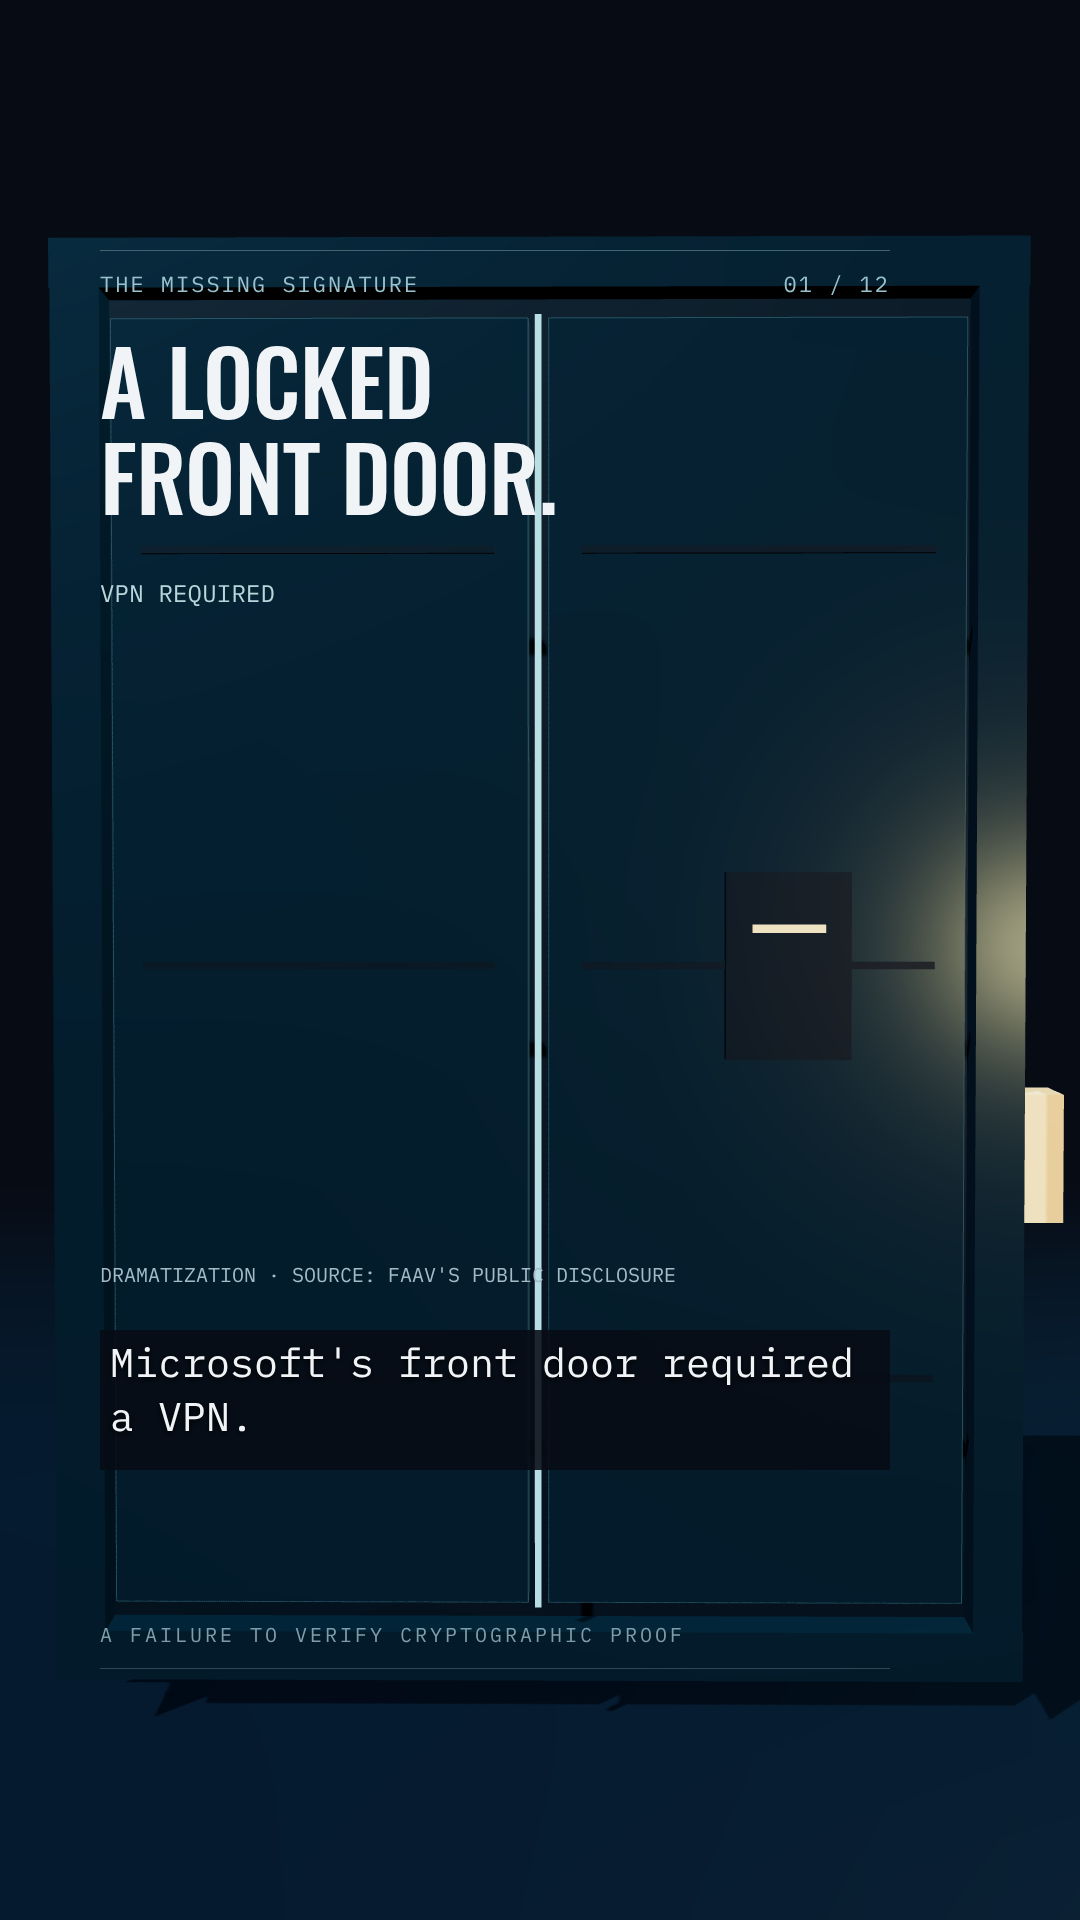 THE MISSING SIGNATURE 01 / 12
A LOCKED
FRONT DOOR.
VPN REQUIRED
DRAMATIZATION · SOURCE: FAAV'S PUBLIC DISCLOSURE
Microsoft's front door required
a VPN.
A FAILURE TO VERIFY CRYPTOGRAPHIC PROOF